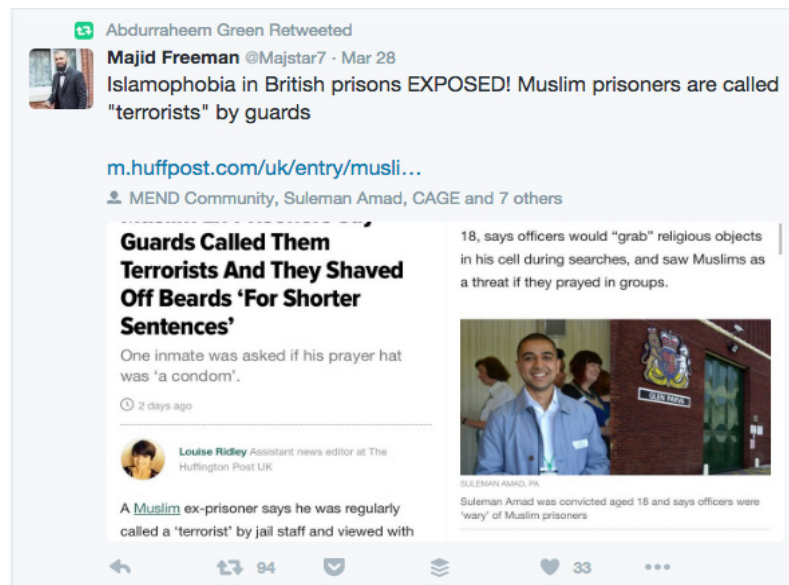 Abdurraheem Green Retweeted
Majid Freeman @Majstar7 · Mar 28
Islamophobia in British prisons EXPOSED! Muslim prisoners are called
"terrorists" by guards
m.huffpost.com/uk/entry/musli...
MEND Community, Suleman Amad, CAGE and 7 others
Guards Called Them
Terrorists And They Shaved
Off Beards ‘For Shorter
Sentences’
One inmate was asked if his prayer hat
was ‘a condom’.
2 days ago
Louise Ridley Assistant news editor at The
Huffington Post UK
A Muslim ex-prisoner says he was regularly
called a ‘terrorist’ by jail staff and viewed with
18, says officers would “grab” religious objects
in his cell during searches, and saw Muslims as
a threat if they prayed in groups.
GLEN PARVA
SULEMAN AMAD, PA
Suleman Amad was convicted aged 18 and says officers were
‘wary’ of Muslim prisoners
94
33